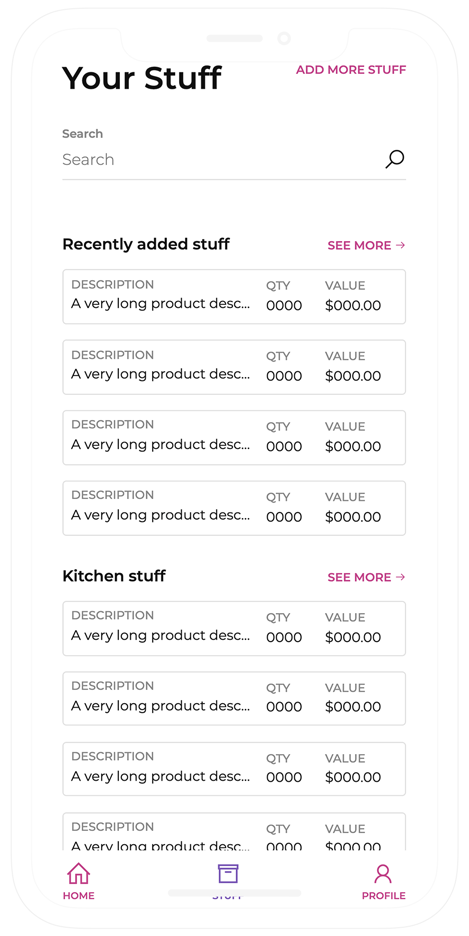 Your Stuff
ADD MORE STUFF
Search
Search
Recently added stuff
SEE MORE →
DESCRIPTION QTY VALUE
A very long product desc... 0000 $000.00
DESCRIPTION QTY VALUE
A very long product desc... 0000 $000.00
DESCRIPTION QTY VALUE
A very long product desc... 0000 $000.00
DESCRIPTION QTY VALUE
A very long product desc... 0000 $000.00
Kitchen stuff
SEE MORE →
DESCRIPTION QTY VALUE
A very long product desc... 0000 $000.00
DESCRIPTION QTY VALUE
A very long product desc... 0000 $000.00
DESCRIPTION QTY VALUE
A very long product desc... 0000 $000.00
DESCRIPTION QTY VALUE
A very long product desc... 0000 $000.00
HOME STUFF PROFILE